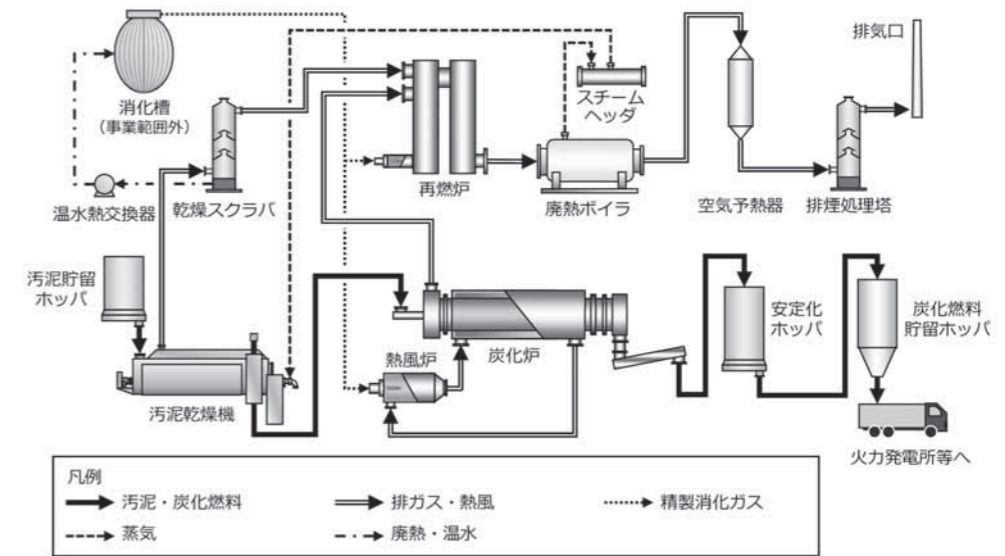 排気口
消化槽
（事業範囲外）
スチーム
ヘッダ
再燃炉
廃熱ボイラ
空気予熱器
排煙処理塔
温水熱交換器
乾燥スクラバ
汚泥貯留
ホッパ
安定化
ホッパ
炭化燃料
貯留ホッパ
熱風炉
炭化炉
汚泥乾燥機
火力発電所等へ
凡例
汚泥・炭化燃料
排ガス・熱風
精製消化ガス
蒸気
廃熱・温水